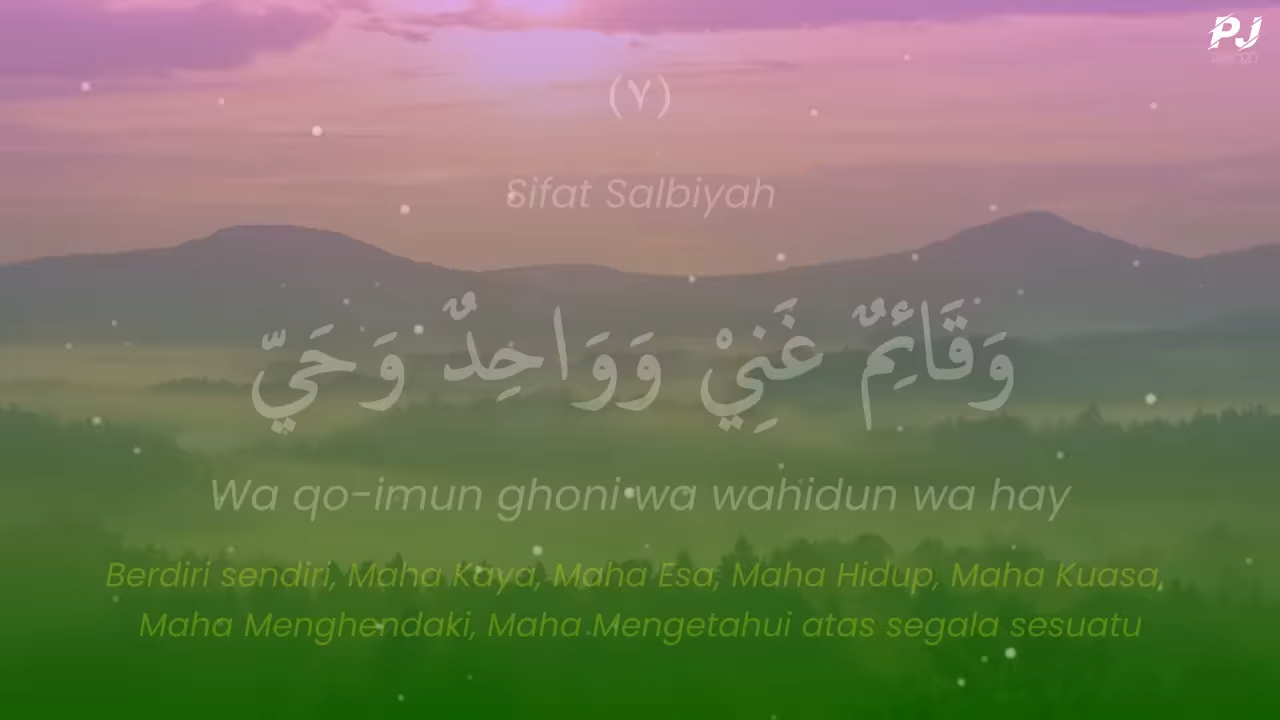 PJ
(٧)
Sifat Salbiyah
وَقَائِمٌ غَنِيْ وَوَاحِدٌ وَحَيّ
Wa qo-imun ghoni wa wahidun wa hay
Berdiri sendiri, Maha Kaya, Maha Esa, Maha Hidup, Maha Kuasa,
Maha Menghendaki, Maha Mengetahui atas segala sesuatu